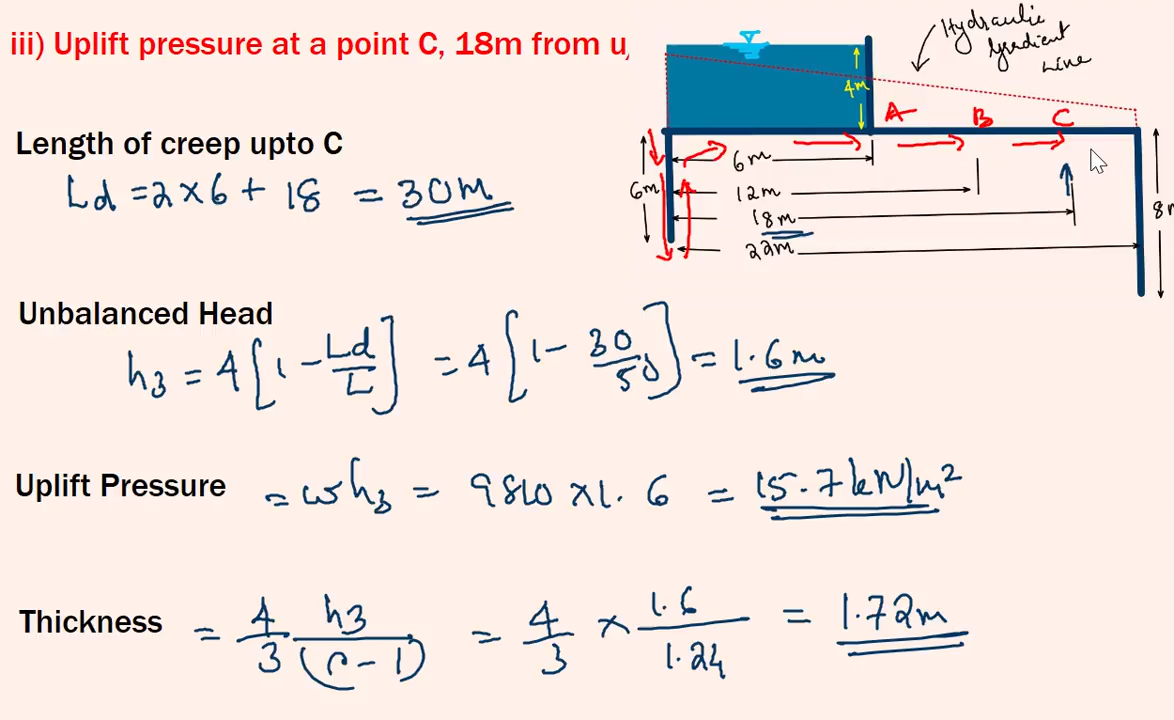 iii) Uplift pressure at a point C, 18m from u
Hydraulic
gradient
Line
4m
A
B
C
6m
6m
12m
18m
22m
8m
Length of creep upto C
Ld = 2 x 6 + 18 = 30m
Unbalanced Head
h3 = 4 [1 - Ld/L] = 4 [1 - 30/50] = 1.6m
Uplift Pressure = wh3 = 9810 x 1.6 = 15.7 kN/m²
Thickness = 4/3 h3/(ρ - 1) = 4/3 x 1.6/1.24 = 1.72m